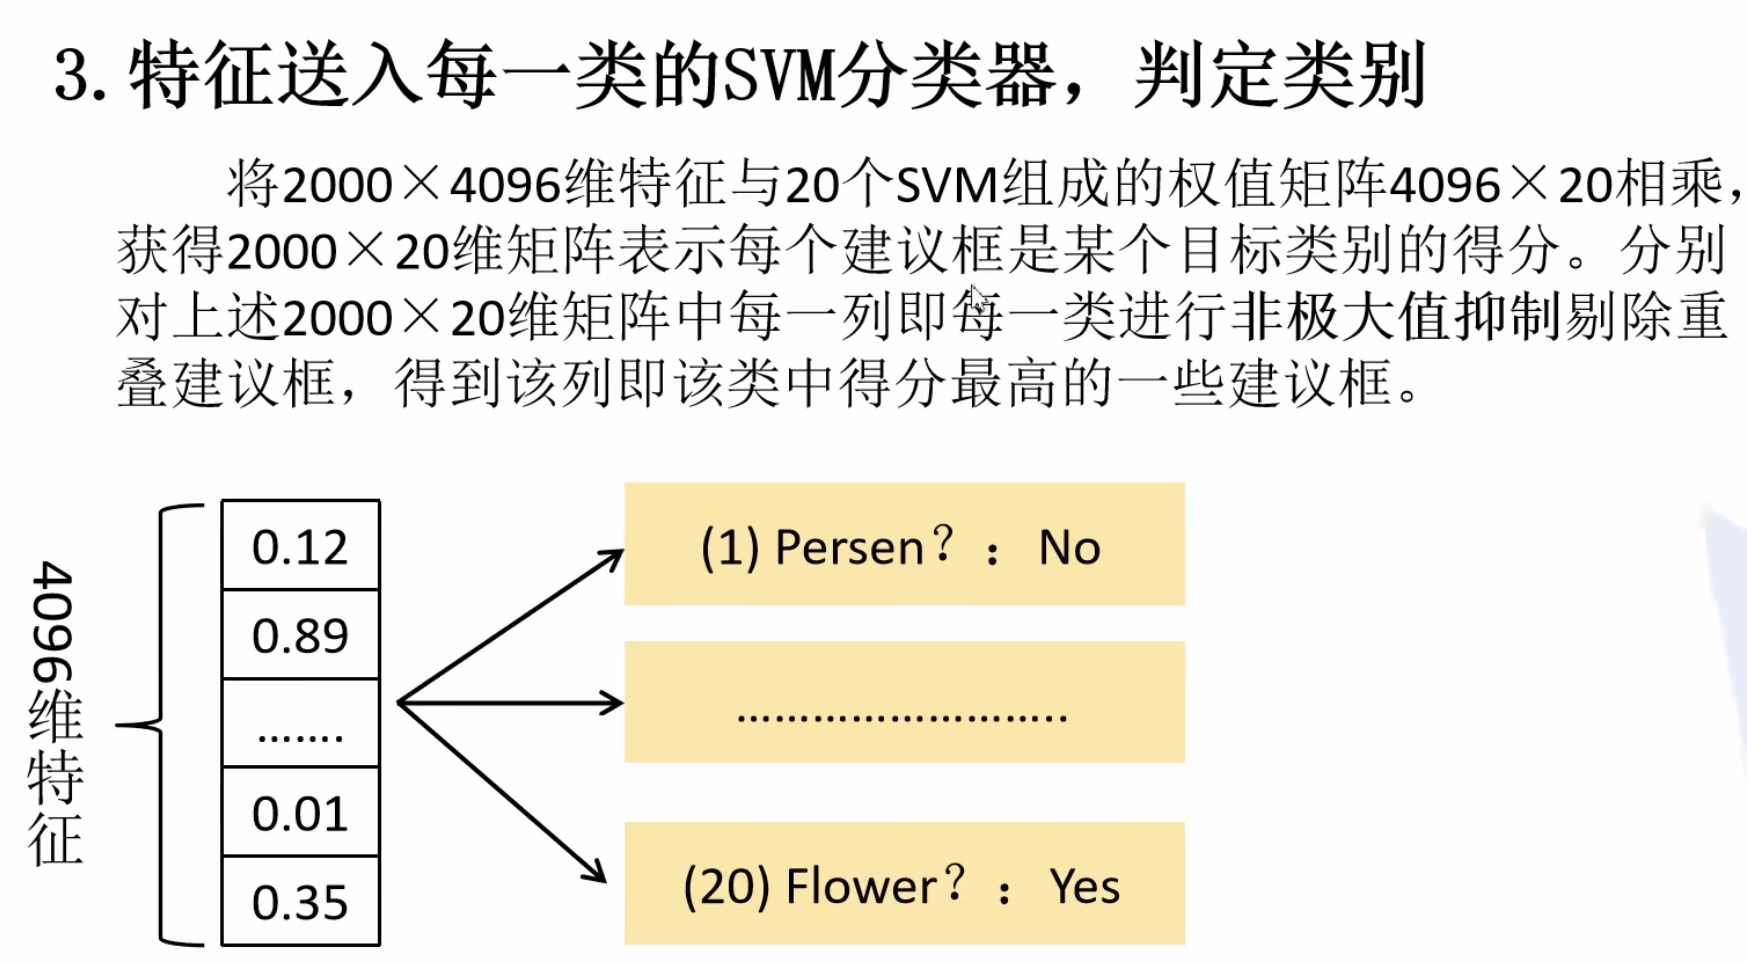 3. 特征送入每一类的SVM分类器，判定类别
将2000×4096维特征与20个SVM组成的权值矩阵4096×20相乘，
获得2000×20维矩阵表示每个建议框是某个目标类别的得分。分别
对上述2000×20维矩阵中每一列即每一类进行非极大值抑制剔除重
叠建议框，得到该列即该类中得分最高的一些建议框。
4096维特征
0.12
0.89
.......
0.01
0.35
(1) Persen？： No
..........................
(20) Flower？： Yes